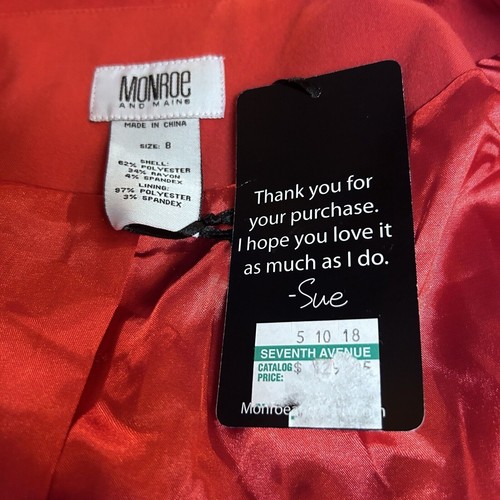 MONROE
AND MAIN®
MADE IN CHINA
SIZE: 8
SHELL:
62% POLYESTER
34% RAYON
4% SPANDEX
LINING:
97% POLYESTER
3% SPANDEX
Thank you for
your purchase.
I hope you love it
as much as I do.
-Sue
5 10 18
SEVENTH AVENUE
CATALOG
PRICE: $